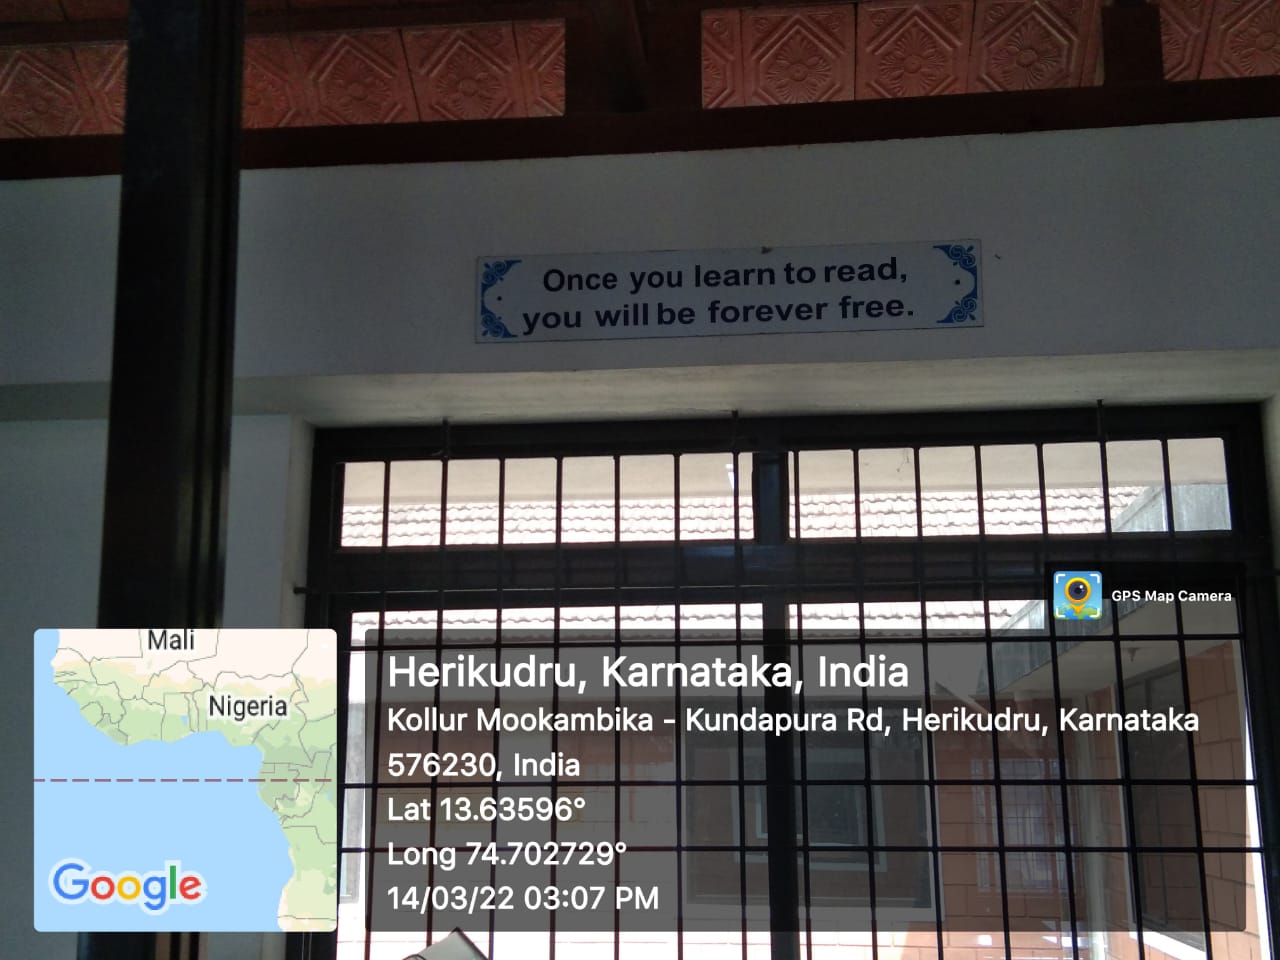 Once you learn to read,
you will be forever free.
GPS Map Camera
Mali
Nigeria
Google
Herikudru, Karnataka, India
Kollur Mookambika - Kundapura Rd, Herikudru, Karnataka
576230, India
Lat 13.63596°
Long 74.702729°
14/03/22 03:07 PM